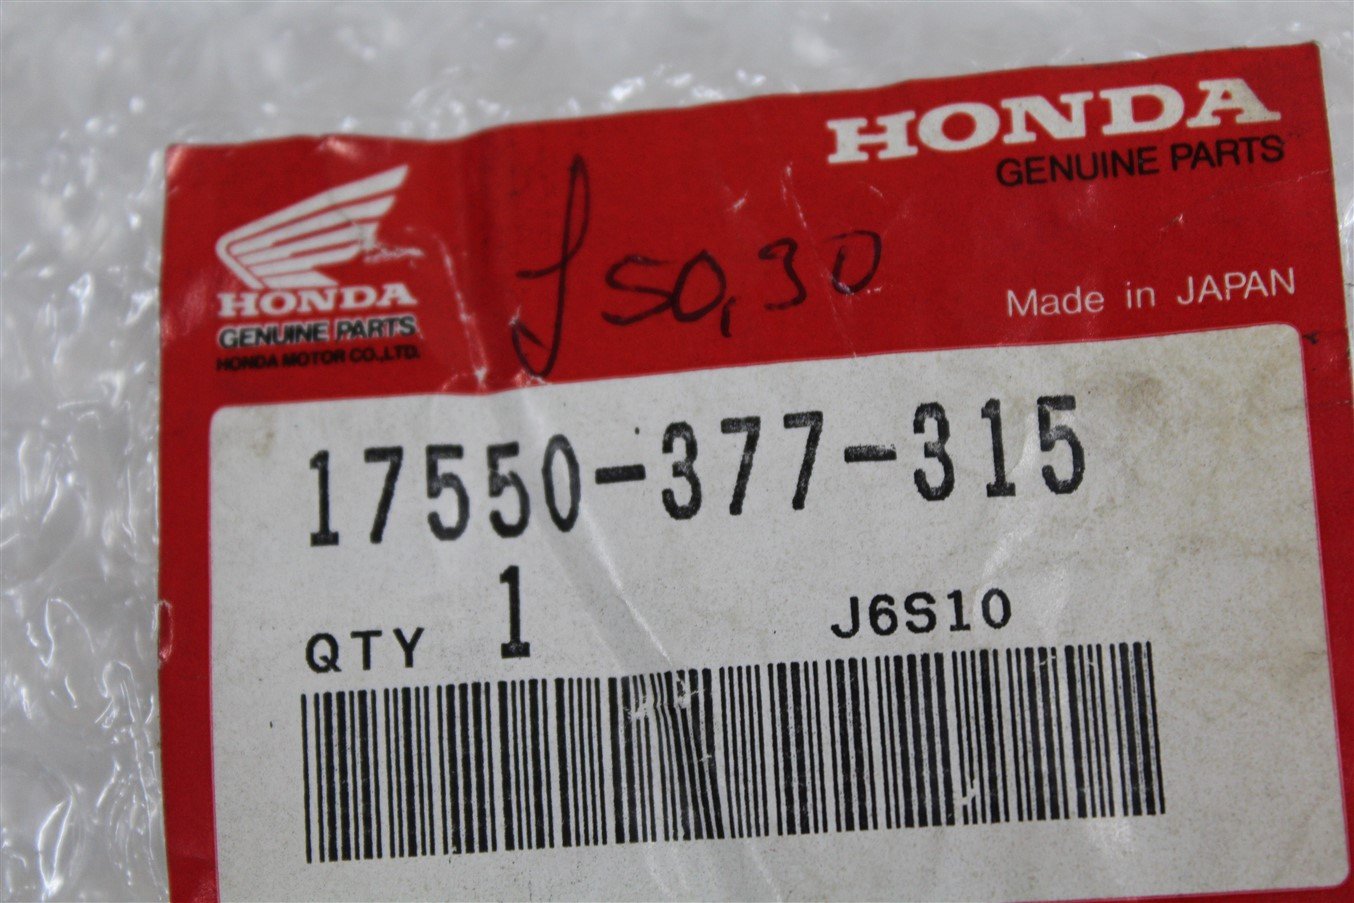 HONDA
GENUINE PARTS
HONDA
GENUINE PARTS
HONDA MOTOR CO.,LTD.
ƒ 50,30
Made in JAPAN
17550-377-315
QTY 1 J6S10